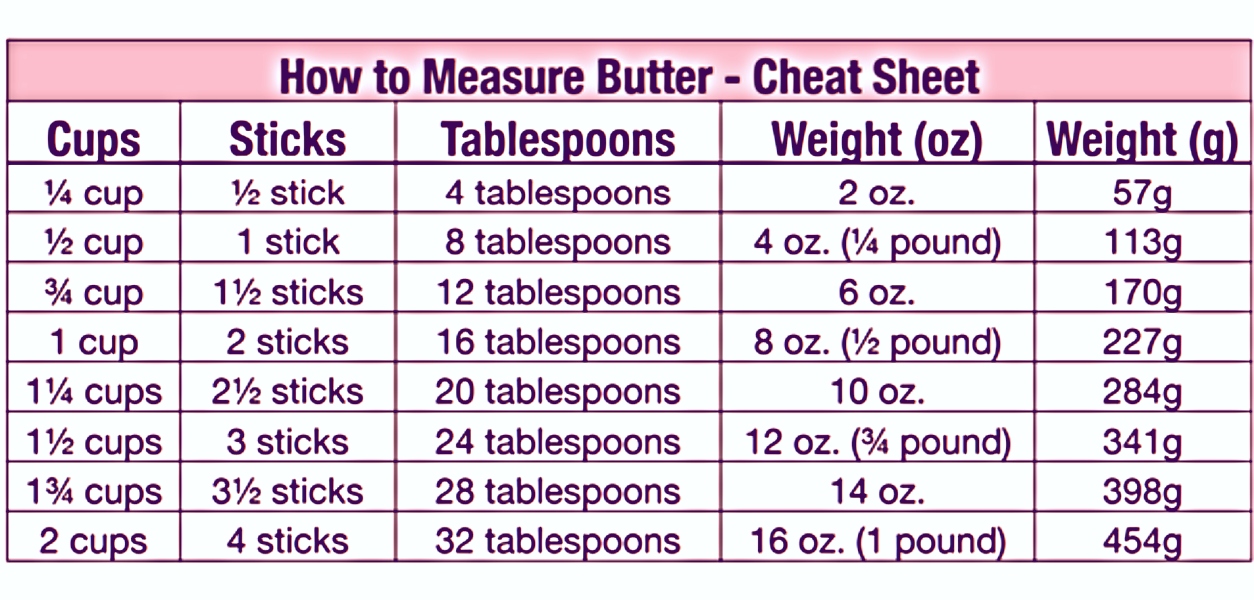 How to Measure Butter - Cheat Sheet
Cups Sticks Tablespoons Weight (oz) Weight (g)
¼ cup ½ stick 4 tablespoons 2 oz. 57g
½ cup 1 stick 8 tablespoons 4 oz. (¼ pound) 113g
¾ cup 1½ sticks 12 tablespoons 6 oz. 170g
1 cup 2 sticks 16 tablespoons 8 oz. (½ pound) 227g
1¼ cups 2½ sticks 20 tablespoons 10 oz. 284g
1½ cups 3 sticks 24 tablespoons 12 oz. (¾ pound) 341g
1¾ cups 3½ sticks 28 tablespoons 14 oz. 398g
2 cups 4 sticks 32 tablespoons 16 oz. (1 pound) 454g